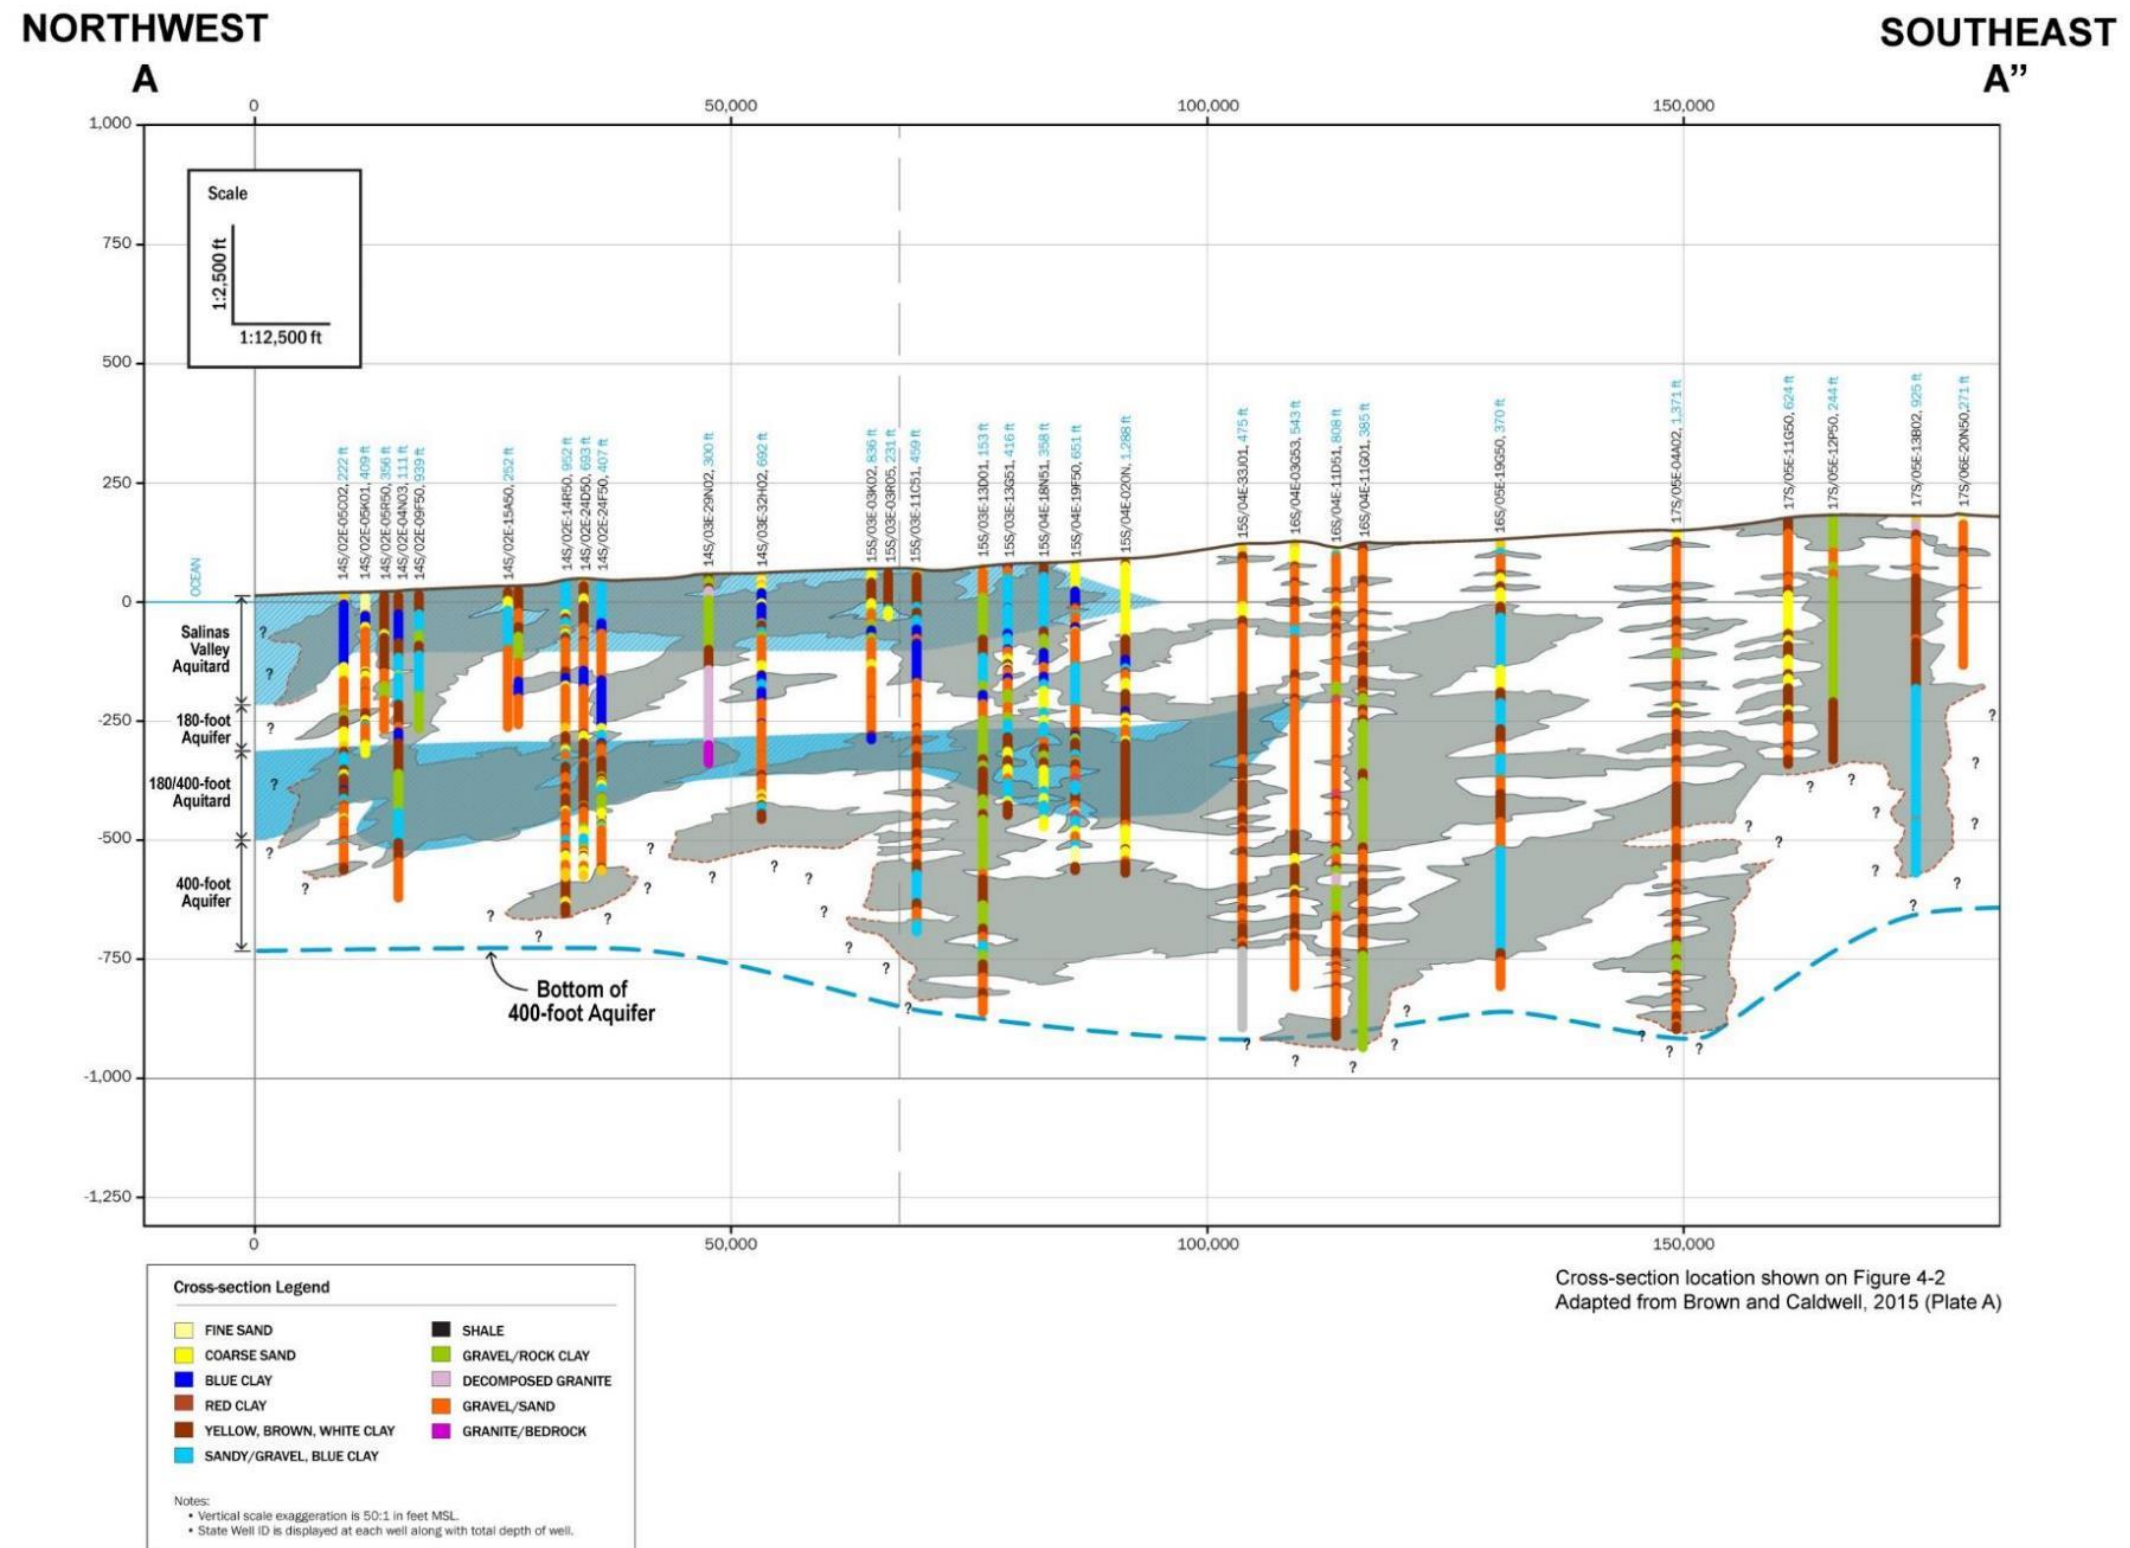 NORTHWEST
SOUTHEAST
A
A”
0
50,000
100,000
150,000
1,000
750
500
250
0
-250
-500
-750
-1,000
-1,250
Scale
1:2,500 ft
1:12,500 ft
OCEAN
14S/02E-05C02, 222 ft
14S/02E-05K01, 409 ft
14S/02E-05R50, 356 ft
14S/02E-04N03, 111 ft
14S/02E-09F50, 939 ft
14S/02E-15A50, 252 ft
14S/02E-14R50, 952 ft
14S/02E-24D50, 693 ft
14S/02E-24F50, 407 ft
14S/03E-29N02, 300 ft
14S/03E-32H02, 692 ft
15S/03E-03K02, 836 ft
15S/03E-03R05, 231 ft
15S/03E-11C51, 459 ft
15S/03E-13D01, 153 ft
15S/03E-13G51, 416 ft
15S/04E-18N51, 358 ft
15S/04E-19F50, 651 ft
15S/04E-020N, 1,288 ft
15S/04E-33J01, 475 ft
16S/04E-03G53, 543 ft
16S/04E-11D51, 808 ft
16S/04E-11G01, 385 ft
16S/05E-19G50, 370 ft
17S/05E-04A02, 1,371 ft
17S/05E-11G50, 624 ft
17S/05E-12P50, 244 ft
17S/05E-13B02, 925 ft
17S/06E-20N50,271 ft
Salinas
Valley
Aquitard
180-foot
Aquifer
180/400-foot
Aquitard
400-foot
Aquifer
Bottom of
400-foot Aquifer
0
50,000
100,000
150,000
Cross-section location shown on Figure 4-2
Adapted from Brown and Caldwell, 2015 (Plate A)
Cross-section Legend
FINE SAND
COARSE SAND
BLUE CLAY
RED CLAY
YELLOW, BROWN, WHITE CLAY
SANDY/GRAVEL, BLUE CLAY
SHALE
GRAVEL/ROCK CLAY
DECOMPOSED GRANITE
GRAVEL/SAND
GRANITE/BEDROCK
Notes:
• Vertical scale exaggeration is 50:1 in feet MSL.
• State Well ID is displayed at each well along with total depth of well.